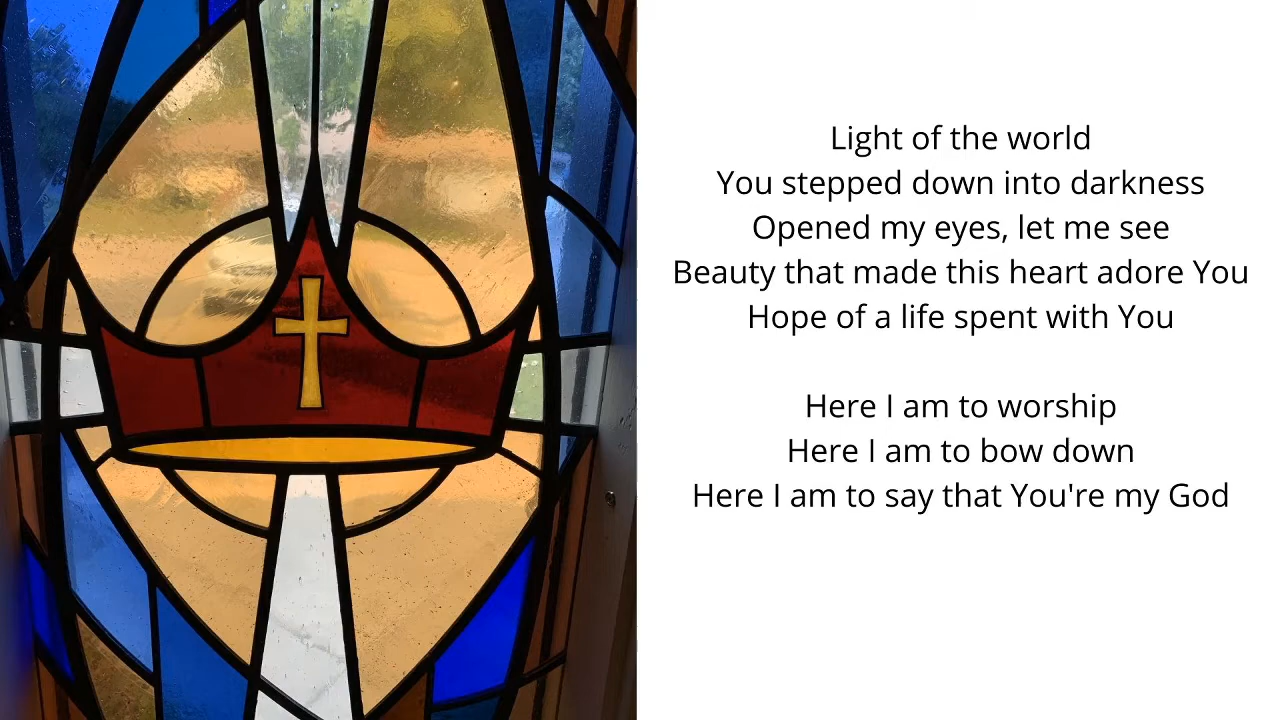 Light of the world
You stepped down into darkness
Opened my eyes, let me see
Beauty that made this heart adore You
Hope of a life spent with You
Here I am to worship
Here I am to bow down
Here I am to say that You're my God